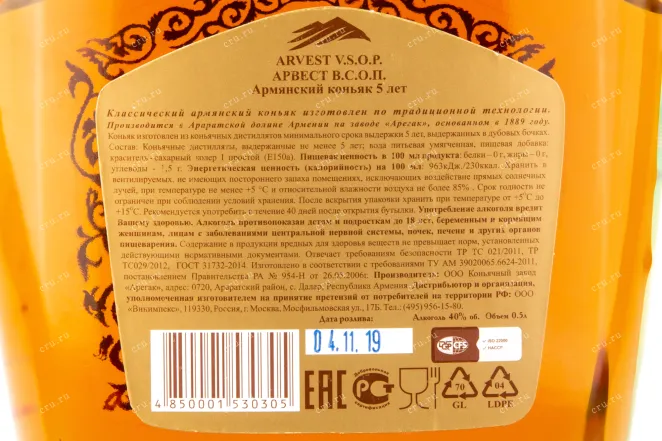 ARVEST V.S.O.P.
АРВЕСТ В.С.О.П.
Армянский коньяк 5 лет
Классический армянский коньяк изготовлен по традиционной технологии.
Производится в Араратской долине Армении на заводе «Арегак», основанном в 1889 году.
Коньяк изготовлен из коньячных дистиллятов минимального срока выдержки 5 лет, выдержанных в дубовых бочках.
Состав: Коньячные дистилляты, выдержанные не менее 5 лет; вода питьевая умягченная, пищевая добавка:
краситель - сахарный колер I простой (Е150а). Пищевая ценность в 100 мл продукта: белки – 0 г, жиры – 0 г,
углеводы - 1,5 г. Энергетическая ценность (калорийность) на 100 мл: 963кДж./230ккал. Хранить в
вентилируемых, не имеющих постороннего запаха помещениях, исключающих воздействие прямых солнечных
лучей, при температуре не менее +5 °С и относительной влажности воздуха не более 85% . Срок годности не
ограничен при соблюдении условий хранения. После вскрытия упаковки хранить при температуре от +5°С до
+15°С. Рекомендуется употребить в течение 40 дней после открытия бутылки. Употребление алкоголя вредит
Вашему здоровью. Алкоголь противопоказан детям и подросткам до 18 лет, беременным и кормящим
женщинам, лицам с заболеваниями центральной нервной системы, почек, печени и других органов
пищеварения. Содержание в продукции вредных для здоровья веществ не превышает норм, установленных
действующими нормативными документами. Отвечает требованиям безопасности ТР ТС 021/2011, ТР
ТС029/2012, ГОСТ 31732-2014. Изготовлено в соответствии с требованиями ТУ АМ 39020065.5624-2011,
постановлением Правительства РА № 954-Н от 26.05.2006г. Производитель: ООО Коньячный завод
«Арегак», адрес: 0720, Араратский район, с. Далар, Республика Армения. Дистрибьютор и организация,
уполномоченная изготовителем на принятие претензий от потребителей на территории РФ: ООО
«Викимпекс», 119330, Россия, г. Москва, Мосфильмовская ул., 17Б. Тел.:(495)956-15-80.
Дата розлива: Алкоголь 40% об. Объем 0.5л
04.11.19
ISO 22000
HACCP
4 850001 530305
EAC
Добровольная сертификация
70
GL
04
LDPE
cru.ru